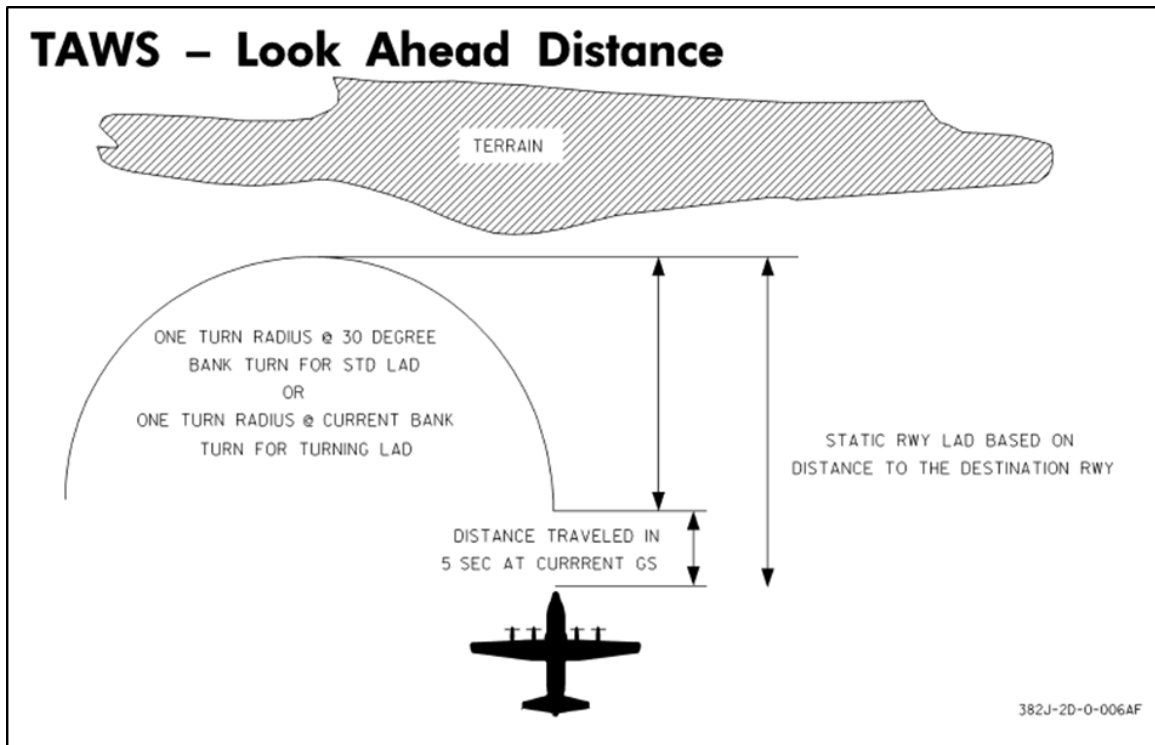 TAWS – Look Ahead Distance
TERRAIN
ONE TURN RADIUS @ 30 DEGREE
BANK TURN FOR STD LAD
OR
ONE TURN RADIUS @ CURRENT BANK
TURN FOR TURNING LAD
STATIC RWY LAD BASED ON
DISTANCE TO THE DESTINATION RWY
DISTANCE TRAVELED IN
5 SEC AT CURRRENT GS
382J-2D-0-006AF